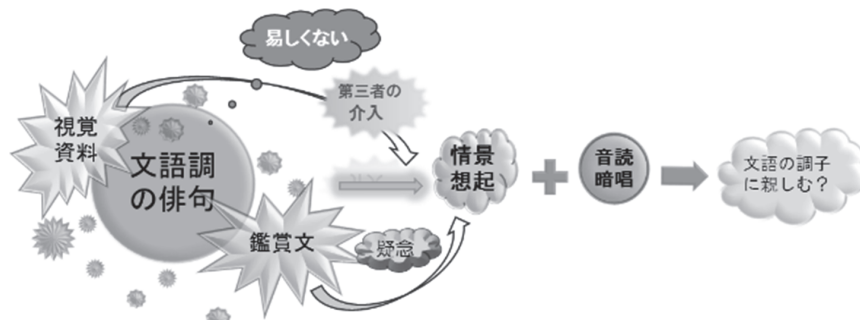 易しくない
視覚
資料
文語調
の俳句
鑑賞文
第三者の
介入
疑念
情景
想起
音読
暗唱
文語の調子
に親しむ?